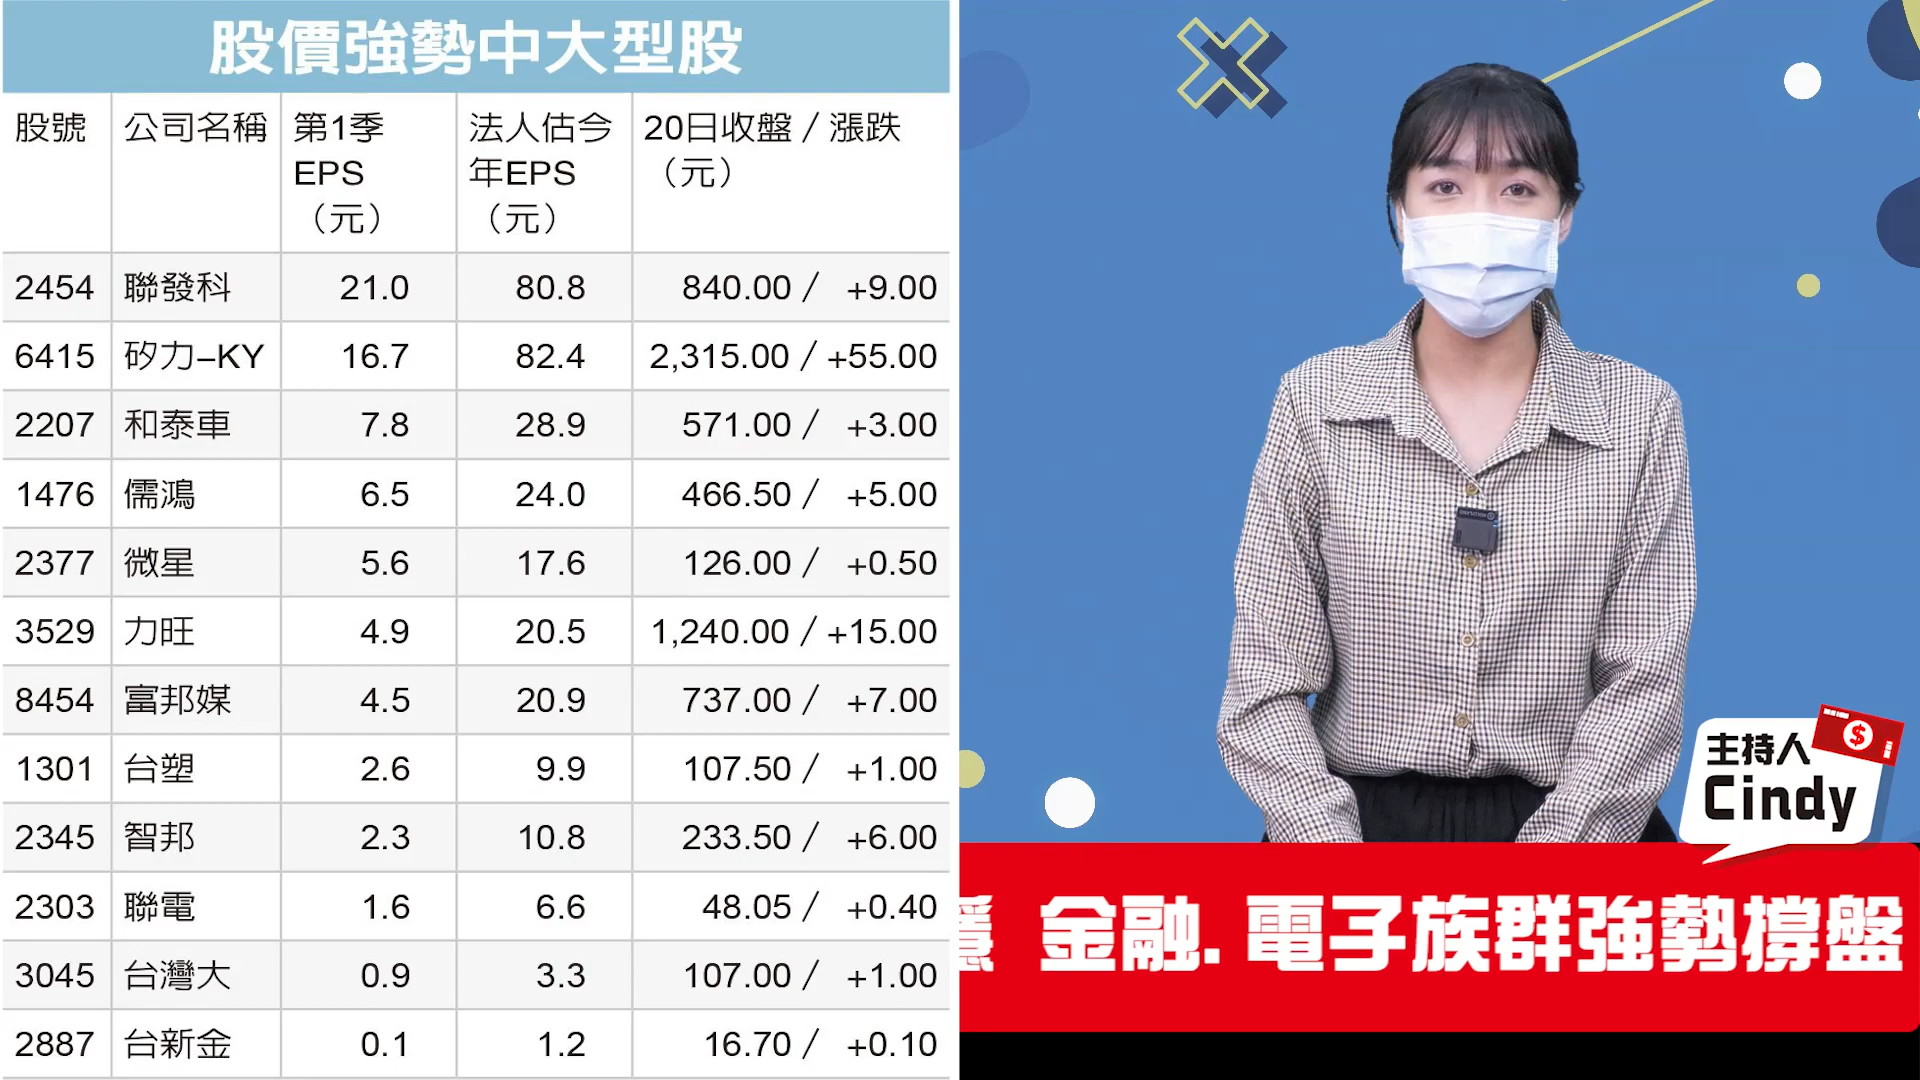 股價強勢中大型股
股號 公司名稱 第1季EPS（元） 法人估今年EPS（元） 20日收盤／漲跌（元）
2454 聯發科 21.0 80.8 840.00／ +9.00
6415 矽力–KY 16.7 82.4 2,315.00／+55.00
2207 和泰車 7.8 28.9 571.00／ +3.00
1476 儒鴻 6.5 24.0 466.50／ +5.00
2377 微星 5.6 17.6 126.00／ +0.50
3529 力旺 4.9 20.5 1,240.00／+15.00
8454 富邦媒 4.5 20.9 737.00／ +7.00
1301 台塑 2.6 9.9 107.50／ +1.00
2345 智邦 2.3 10.8 233.50／ +6.00
2303 聯電 1.6 6.6 48.05／ +0.40
3045 台灣大 0.9 3.3 107.00／ +1.00
2887 台新金 0.1 1.2 16.70／ +0.10
$
主持人
Cindy
穩 金融.電子族群強勢撐盤